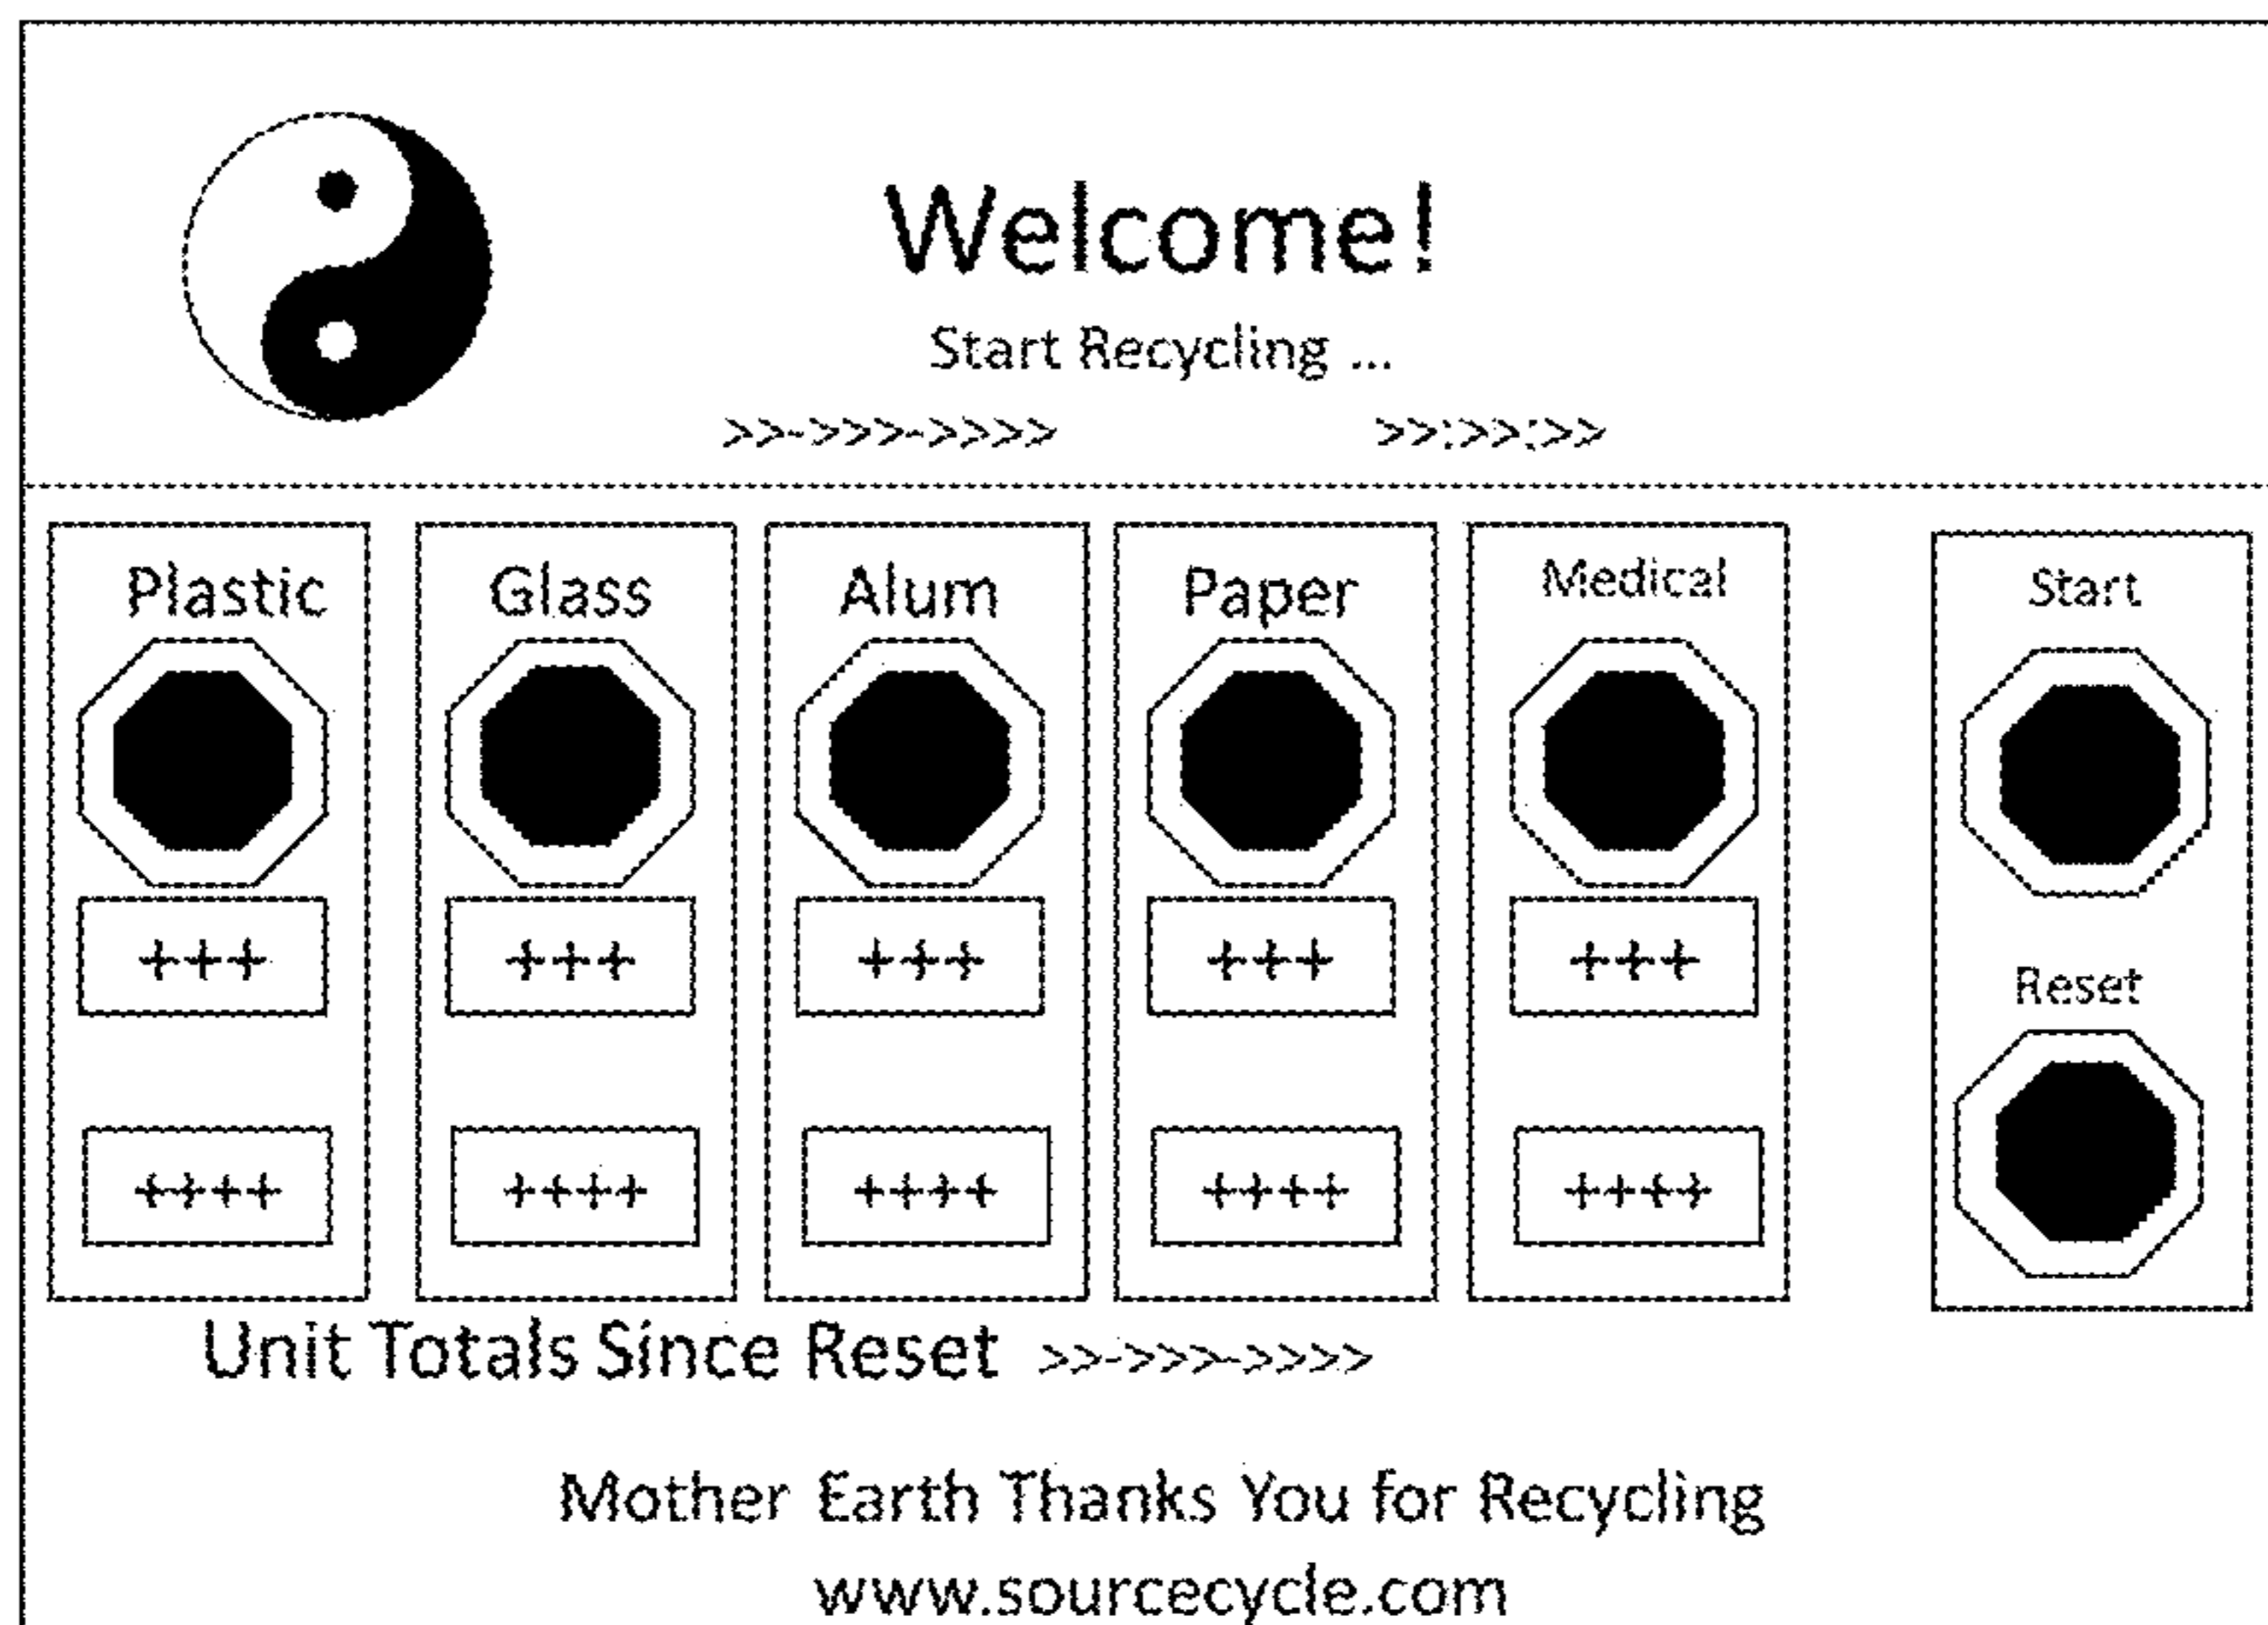 Welcome!
Start Recycling ...
>>->>>->>>> >>:>>:>>
Plastic Glass Alum Paper Medical Start
+++ +++ +++ +++ +++
Reset
++++ ++++ ++++ ++++ ++++
Unit Totals Since Reset >>->>>->>>>
Mother Earth Thanks You for Recycling
www.sourcecycle.com